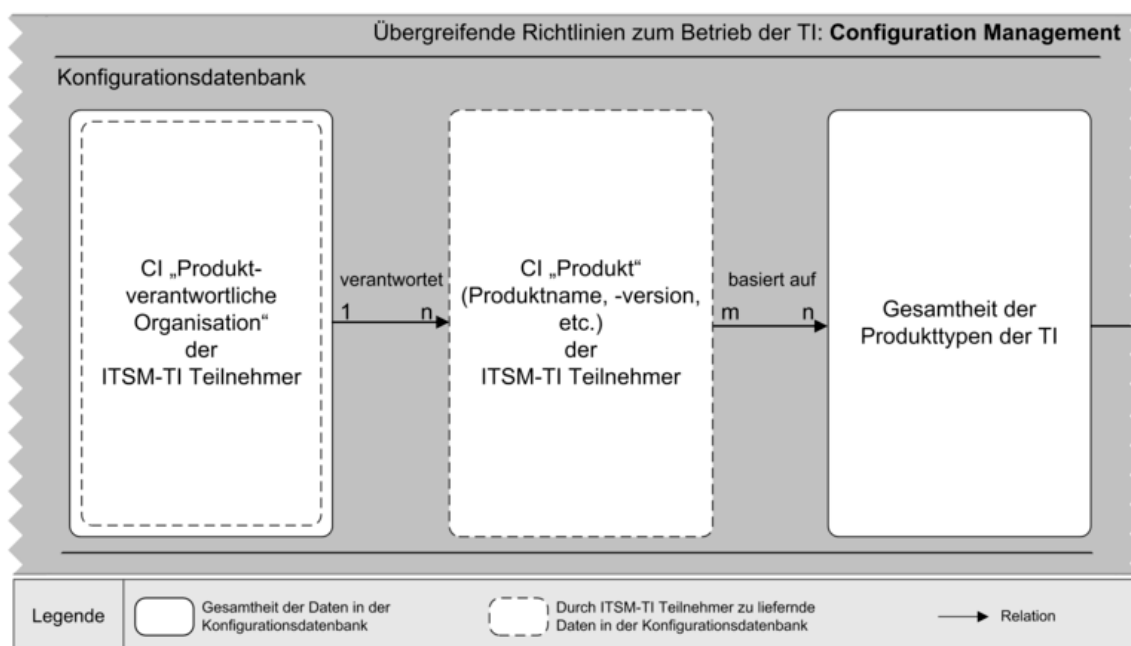 Übergreifende Richtlinien zum Betrieb der TI: Configuration Management
Konfigurationsdatenbank
CI „Produkt-
verantwortliche
Organisation“
der
ITSM-TI Teilnehmer
verantwortet
1 n
CI „Produkt“
(Produktname, -version,
etc.)
der
ITSM-TI Teilnehmer
basiert auf
m n
Gesamtheit der
Produkttypen der TI
Legende
Gesamtheit der Daten in der
Konfigurationsdatenbank
Durch ITSM-TI Teilnehmer zu liefernde
Daten in der Konfigurationsdatenbank
Relation